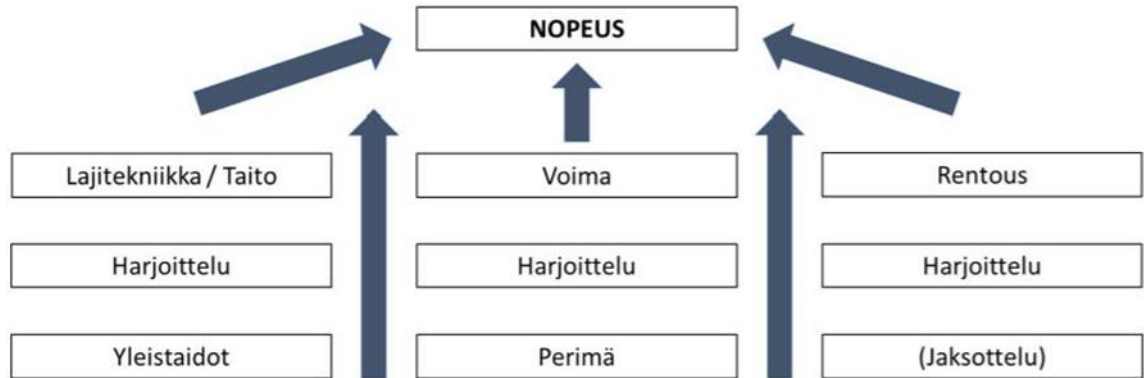 NOPEUS
Lajitekniikka / Taito
Voima
Rentous
Harjoittelu
Harjoittelu
Harjoittelu
Yleistaidot
Perimä
(Jaksottelu)